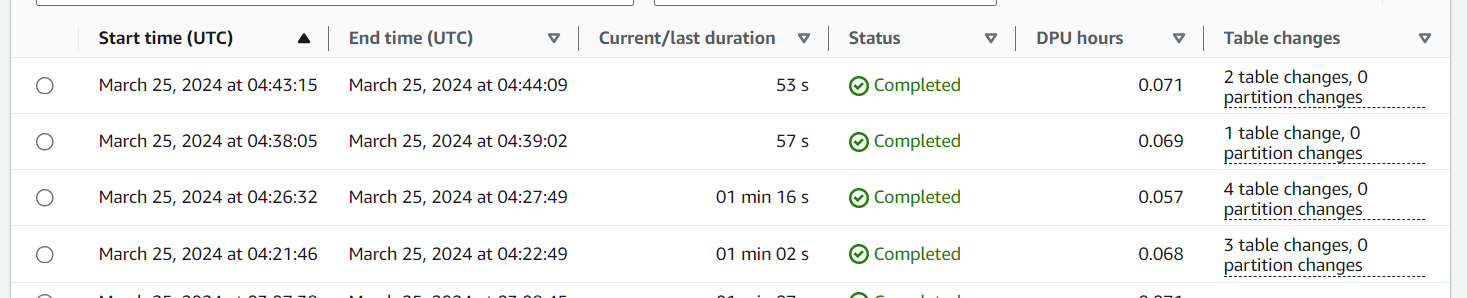 Start time (UTC) End time (UTC) Current/last duration Status DPU hours Table changes
March 25, 2024 at 04:43:15 March 25, 2024 at 04:44:09 53 s Completed 0.071 2 table changes, 0
partition changes
March 25, 2024 at 04:38:05 March 25, 2024 at 04:39:02 57 s Completed 0.069 1 table change, 0
partition changes
March 25, 2024 at 04:26:32 March 25, 2024 at 04:27:49 01 min 16 s Completed 0.057 4 table changes, 0
partition changes
March 25, 2024 at 04:21:46 March 25, 2024 at 04:22:49 01 min 02 s Completed 0.068 3 table changes, 0
partition changes